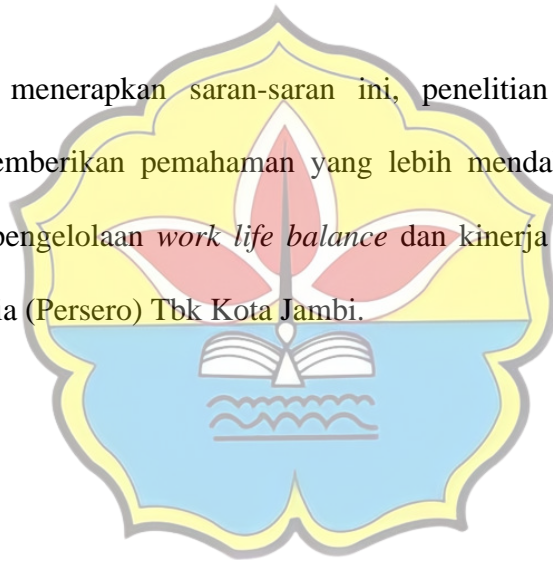 menerapkan saran-saran ini, penelitian
emberikan pemahaman yang lebih menda
pengelolaan work life balance dan kinerja
ia (Persero) Tbk Kota Jambi.